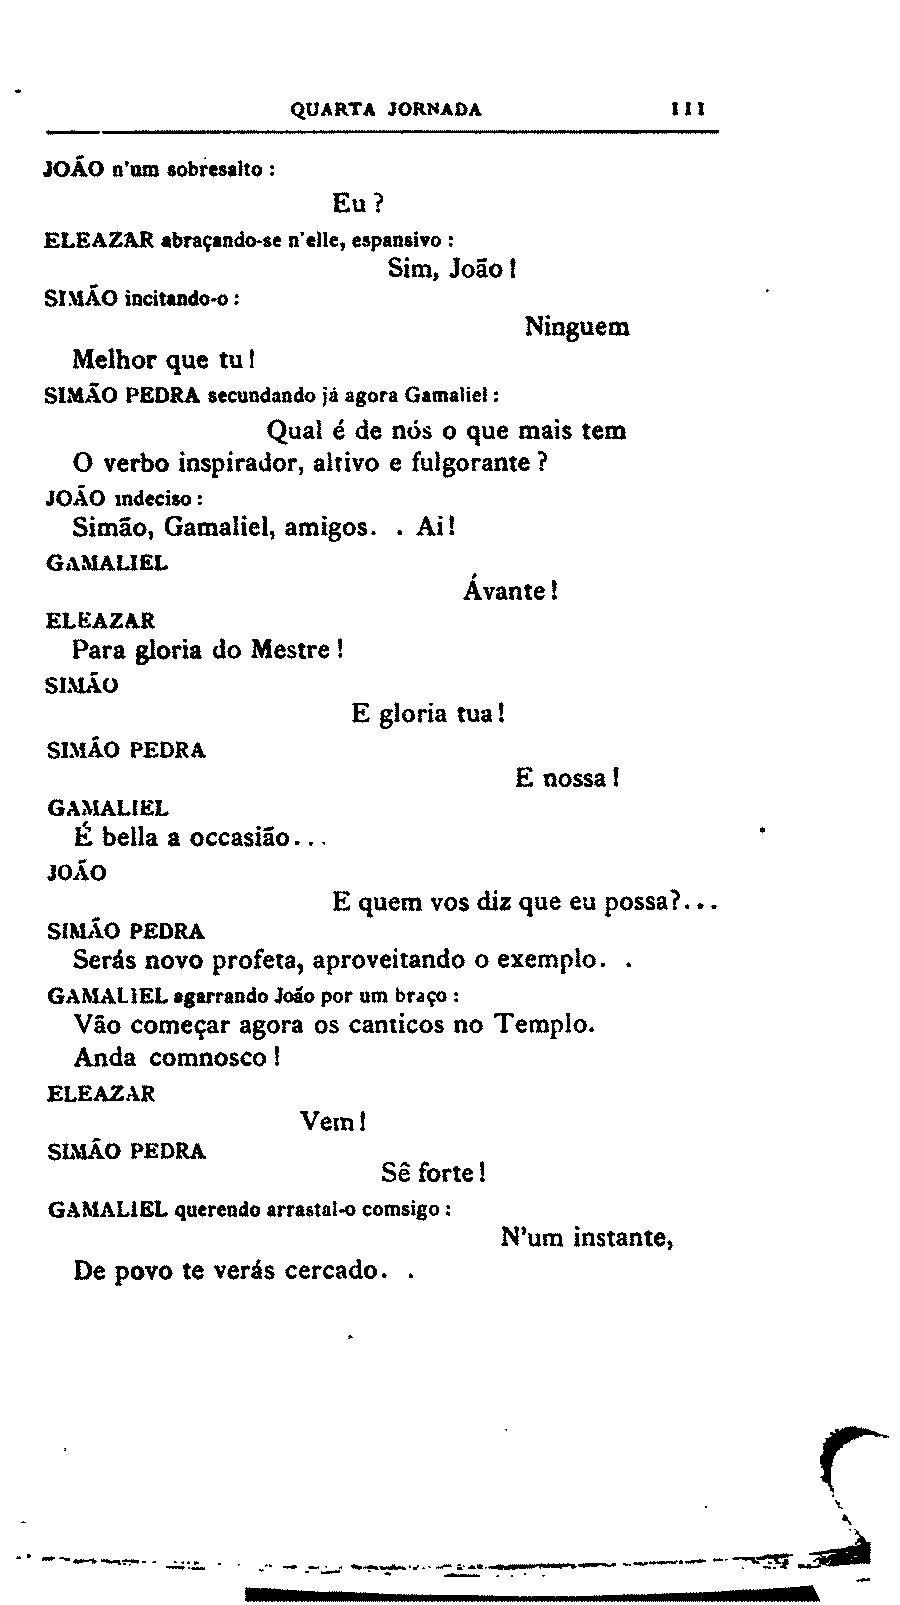 QUARTA JORNADA 111
JOÃO n'um sobresalto :
Eu ?
ELEAZAR abraçando-se n'elle, espansivo :
Sim, João !
SIMÃO incitando-o :
Ninguem
Melhor que tu !
SIMÃO PEDRA secundando já agora Gamaliel :
Qual é de nós o que mais tem
O verbo inspirador, altivo e fulgorante ?
JOÃO indeciso :
Simão, Gamaliel, amigos. . Ai !
GAMALIEL
Ávante !
ELEAZAR
Para gloria do Mestre !
SIMÃO
E gloria tua !
SIMÃO PEDRA
E nossa !
GAMALIEL
É bella a occasião...
JOÃO
E quem vos diz que eu possa?...
SIMÃO PEDRA
Serás novo profeta, aproveitando o exemplo. .
GAMALIEL agarrando João por um braço :
Vão começar agora os canticos no Templo.
Anda comnosco !
ELEAZAR
Vem !
SIMÃO PEDRA
Sê forte !
GAMALIEL querendo arrastal-o comsigo :
N'um instante,
De povo te verás cercado. .